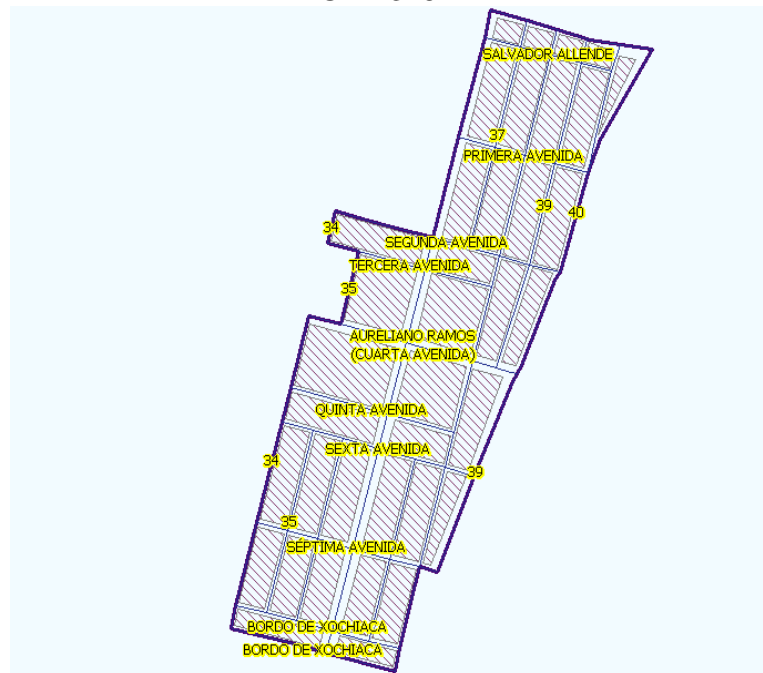 SALVADOR ALLENDE
37
PRIMERA AVENIDA
39
40
34
SEGUNDA AVENIDA
TERCERA AVENIDA
35
AURELIANO RAMOS
(CUARTA AVENIDA)
QUINTA AVENIDA
SEXTA AVENIDA
34
39
35
SÉPTIMA AVENIDA
BORDO DE XOCHIACA
BORDO DE XOCHIACA